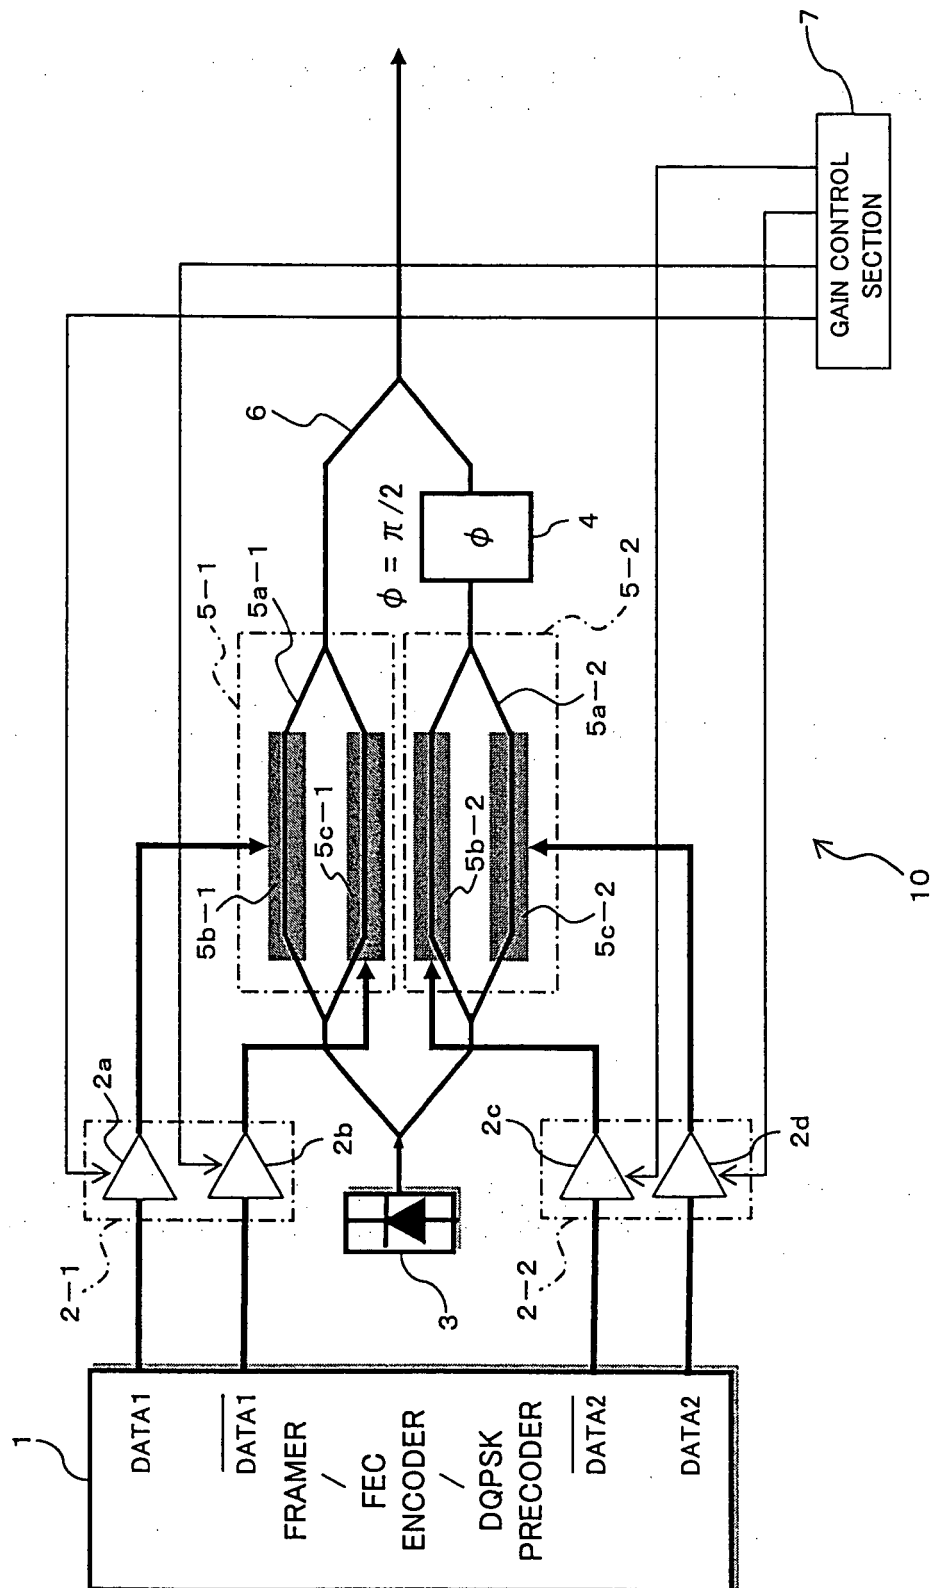 1
DATA1
DATA1
FRAMER
/
FEC
ENCODER
/
DQPSK
PRECODER
DATA2
DATA2
2-1
2a
2b
3
2-2
2c
2d
5-1
5a-1
5b-1
5c-1
5b-2
5c-2
5a-2
5-2
φ = π/2
φ
4
6
7
GAIN CONTROL
SECTION
10